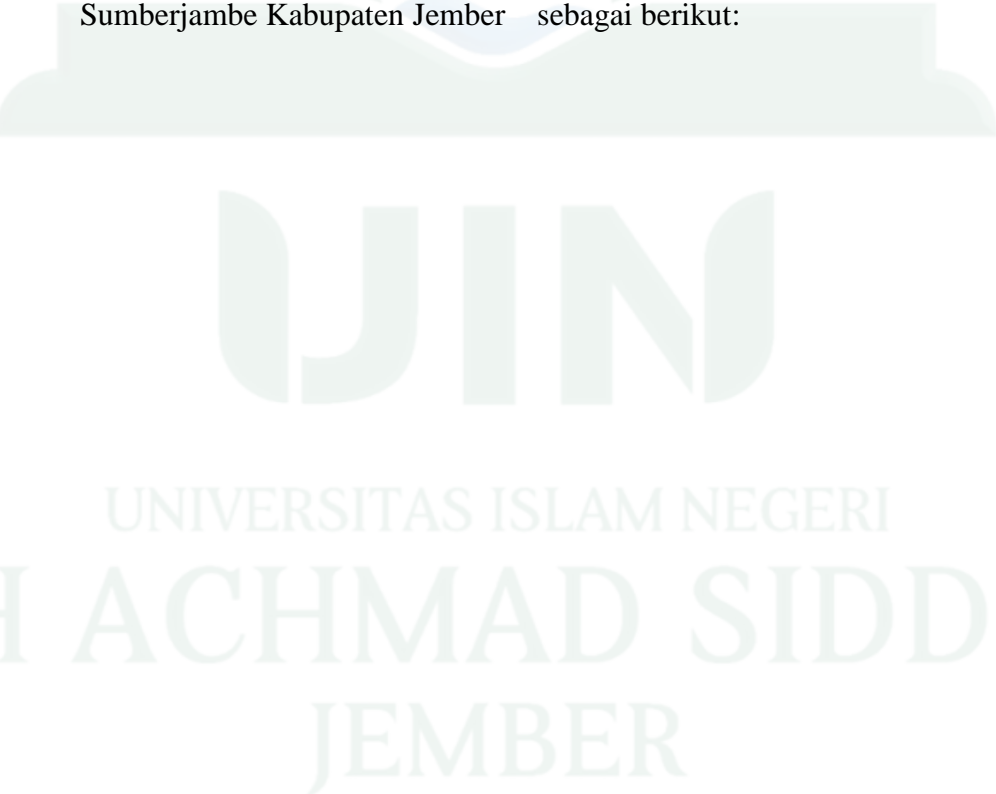 Sumberjambe Kabupaten Jember sebagai berikut:
UIN
UNIVERSITAS ISLAM NEGERI
H ACHMAD SIDD
JEMBER